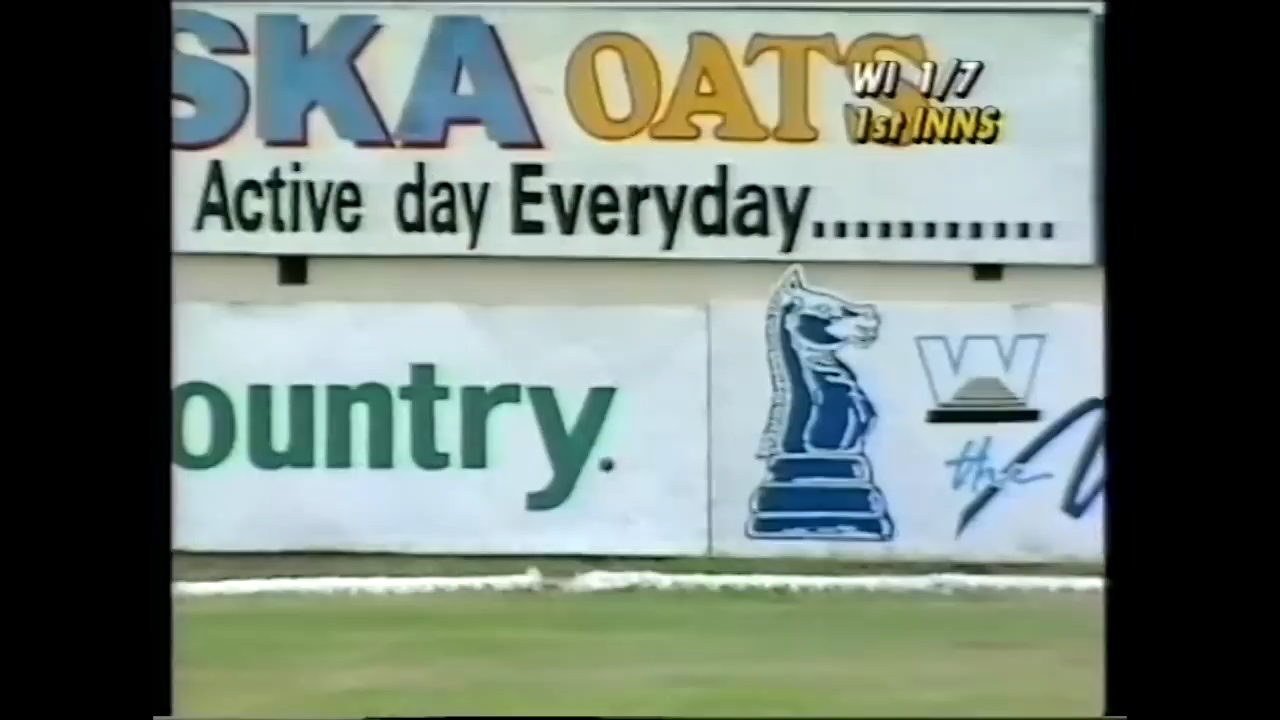 SKA OATS
WI 1/7
1st INNS
Active day Everyday...........
ountry.
W
the